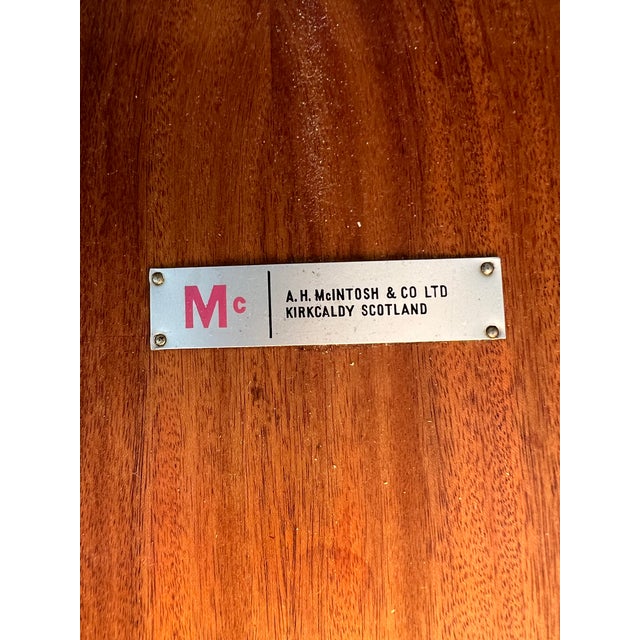 Mc
A. H. McINTOSH & CO LTD
KIRKCALDY SCOTLAND